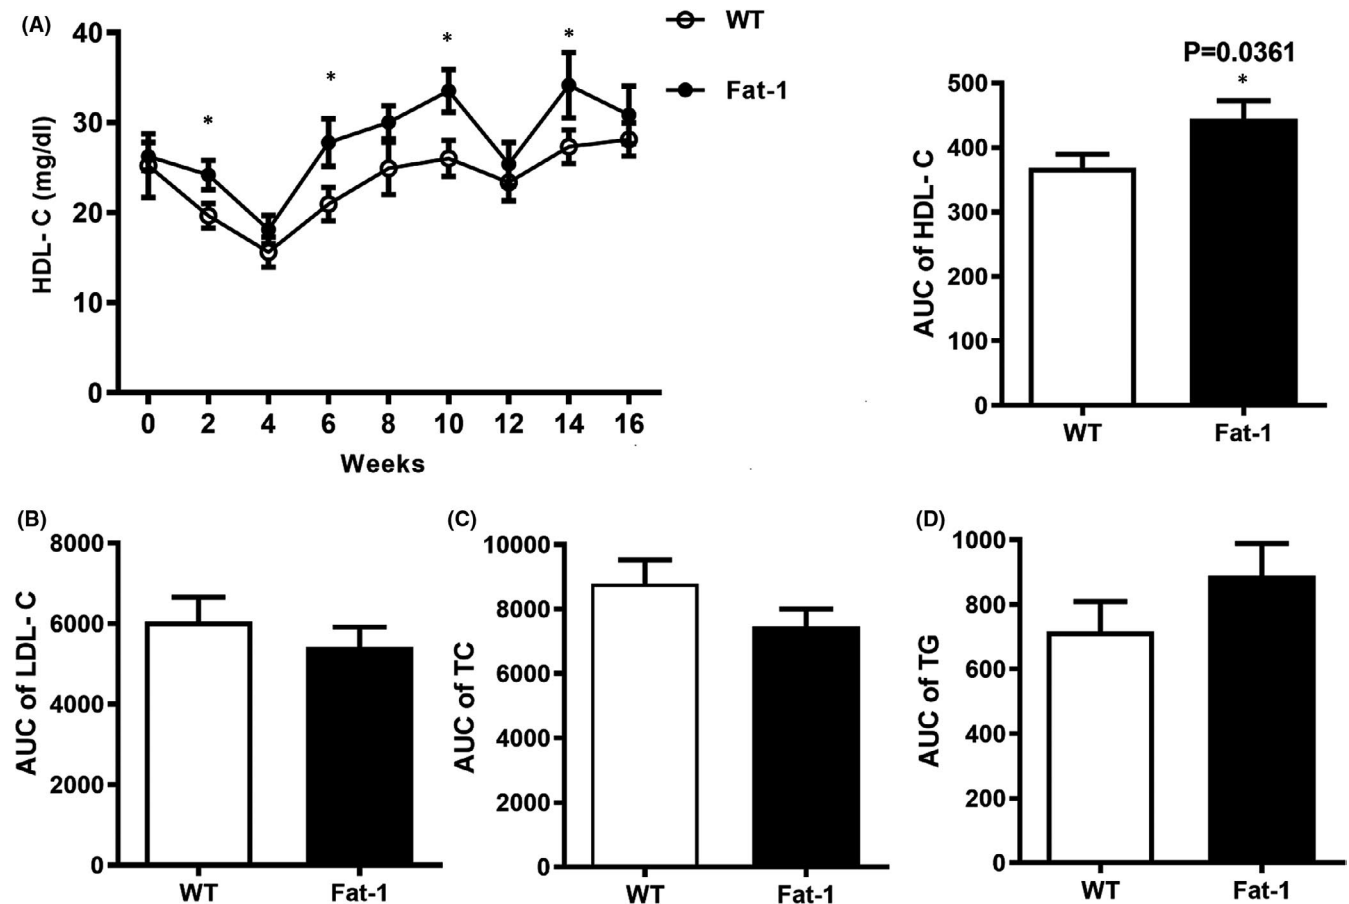 (A)
HDL- C (mg/dl)
40
30
20
10
0
*
*
*
*
0 2 4 6 8 10 12 14 16
Weeks
WT
Fat-1
AUC of HDL- C
500
400
300
200
100
0
P=0.0361
*
WT Fat-1
(B)
AUC of LDL- C
8000
6000
4000
2000
0
WT Fat-1
(C)
AUC of TC
10000
8000
6000
4000
2000
0
WT Fat-1
(D)
AUC of TG
1000
800
600
400
200
0
WT Fat-1